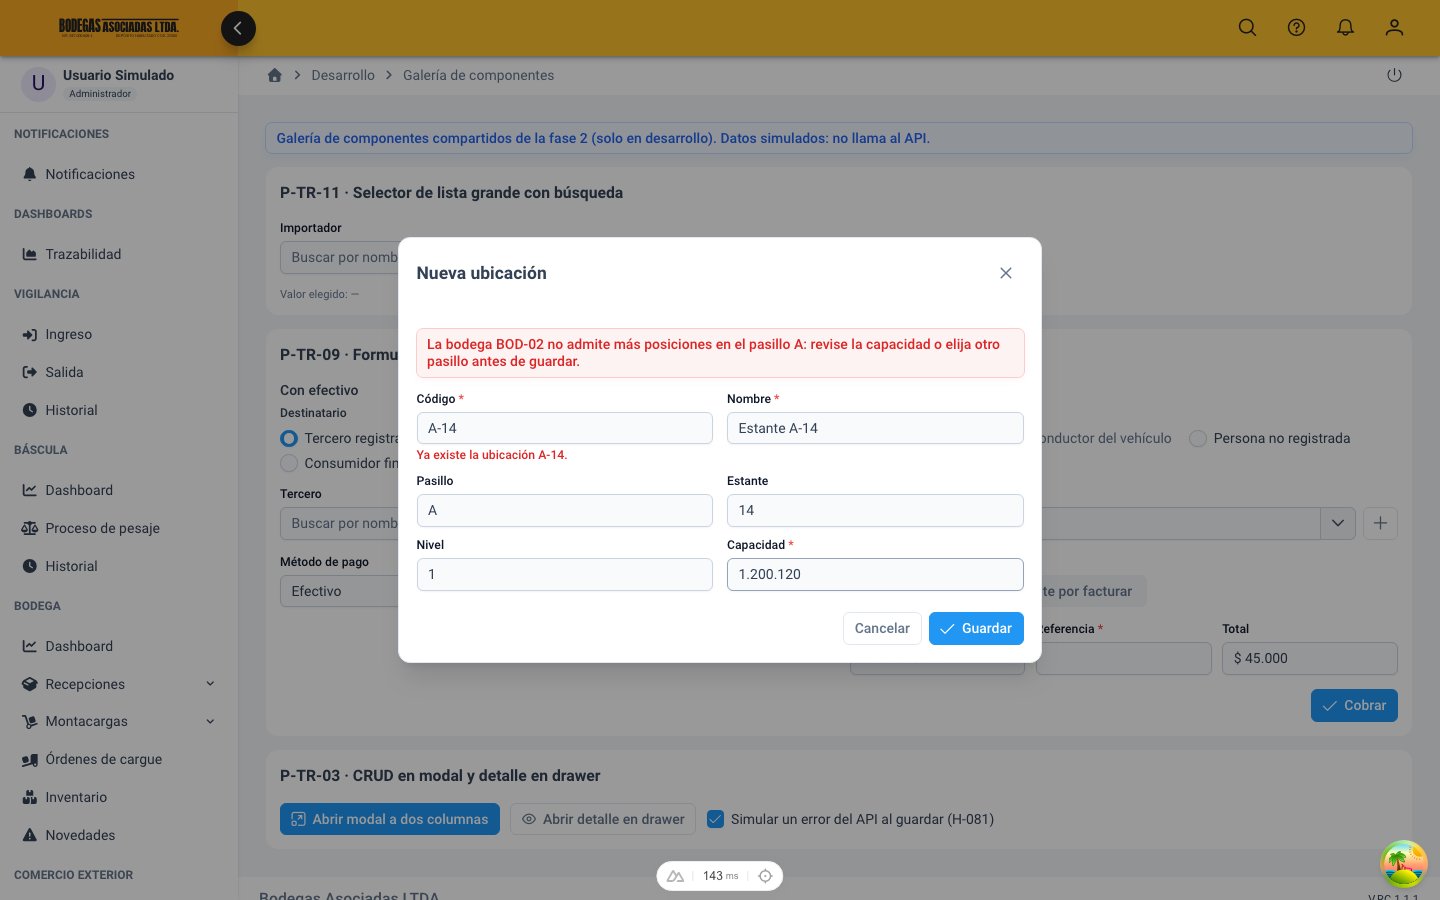 BODEGAS ASOCIADAS LTDA.
U
Usuario Simulado
Administrador
Desarrollo
Galería de componentes
NOTIFICACIONES
Notificaciones
DASHBOARDS
Trazabilidad
VIGILANCIA
Ingreso
Salida
Historial
BÁSCULA
Dashboard
Proceso de pesaje
Historial
BODEGA
Dashboard
Recepciones
Montacargas
Órdenes de cargue
Inventario
Novedades
COMERCIO EXTERIOR
Galería de componentes compartidos de la fase 2 (solo en desarrollo). Datos simulados: no llama al API.
P-TR-11 · Selector de lista grande con búsqueda
Importador
Buscar por nomb
Valor elegido: —
P-TR-09 · Formu
Con efectivo
Destinatario
Tercero registra
onductor del vehículo
Persona no registrada
Consumidor fin
Tercero
Buscar por nomb
Método de pago
Efectivo
te por facturar
Referencia *
Total
$ 45.000
Cobrar
Nueva ubicación
La bodega BOD-02 no admite más posiciones en el pasillo A: revise la capacidad o elija otro
pasillo antes de guardar.
Código *
Nombre *
A-14
Estante A-14
Ya existe la ubicación A-14.
Pasillo
Estante
A
14
Nivel
Capacidad *
1
1.200.120
Cancelar
Guardar
P-TR-03 · CRUD en modal y detalle en drawer
Abrir modal a dos columnas
Abrir detalle en drawer
Simular un error del API al guardar (H-081)
143 ms
Bodegas Asociadas LTDA